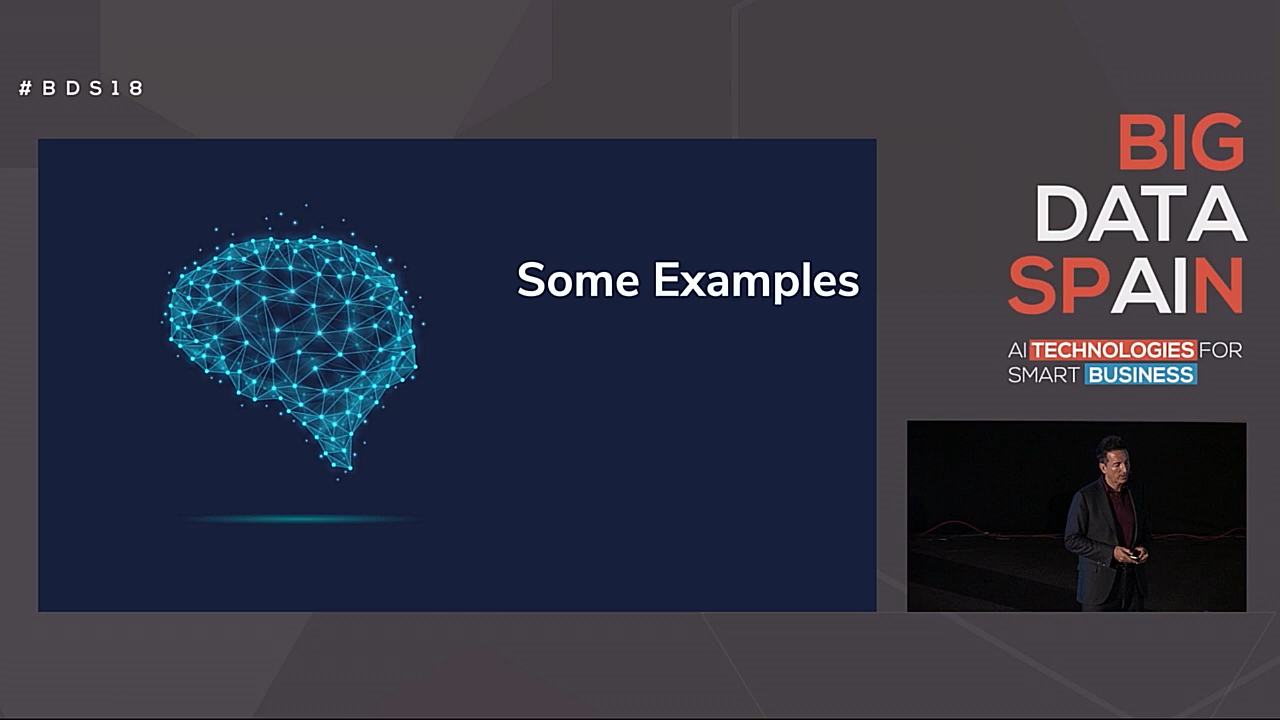 #BDS18
Some Examples
BIG
DATA
SPAIN
AI TECHNOLOGIES FOR
SMART BUSINESS